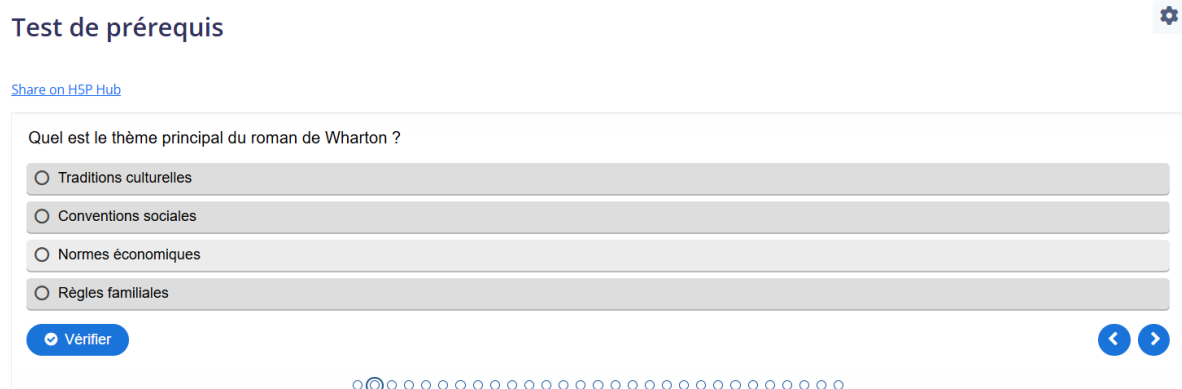 Test de prérequis
Share on H5P Hub
Quel est le thème principal du roman de Wharton ?
Traditions culturelles
Conventions sociales
Normes économiques
Règles familiales
Vérifier